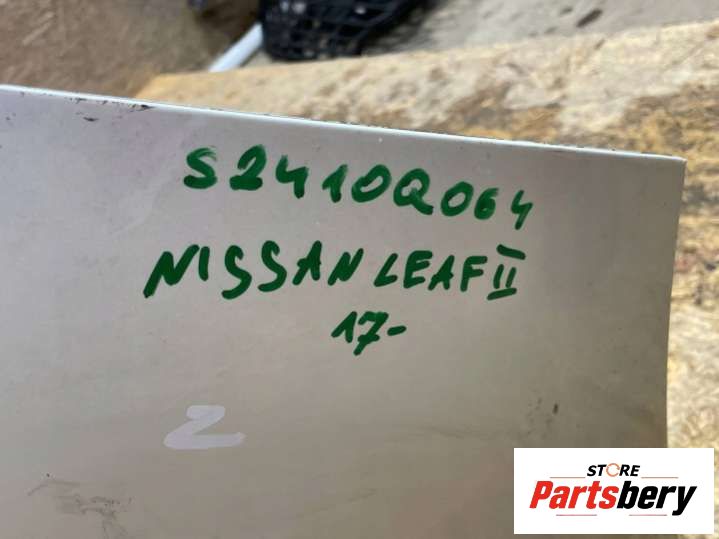 S2410Q064
NISSAN LEAF II
17-
Z
STORE
Partsbery